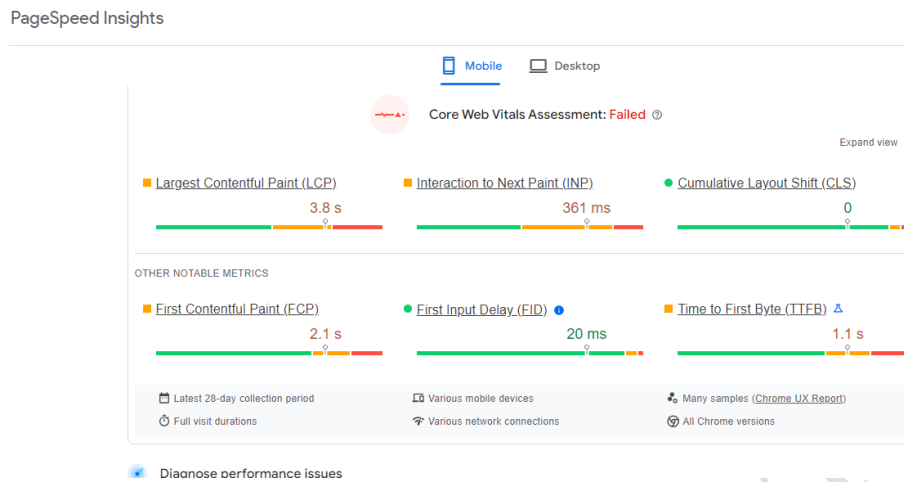 PageSpeed Insights
Mobile Desktop
Core Web Vitals Assessment: Failed
Expand view
Largest Contentful Paint (LCP) Interaction to Next Paint (INP) Cumulative Layout Shift (CLS)
3.8 s 361 ms 0
OTHER NOTABLE METRICS
First Contentful Paint (FCP) First Input Delay (FID) Time to First Byte (TTFB)
2.1 s 20 ms 1.1 s
Latest 28-day collection period Various mobile devices Many samples (Chrome UX Report)
Full visit durations Various network connections All Chrome versions
Diagnose performance issues